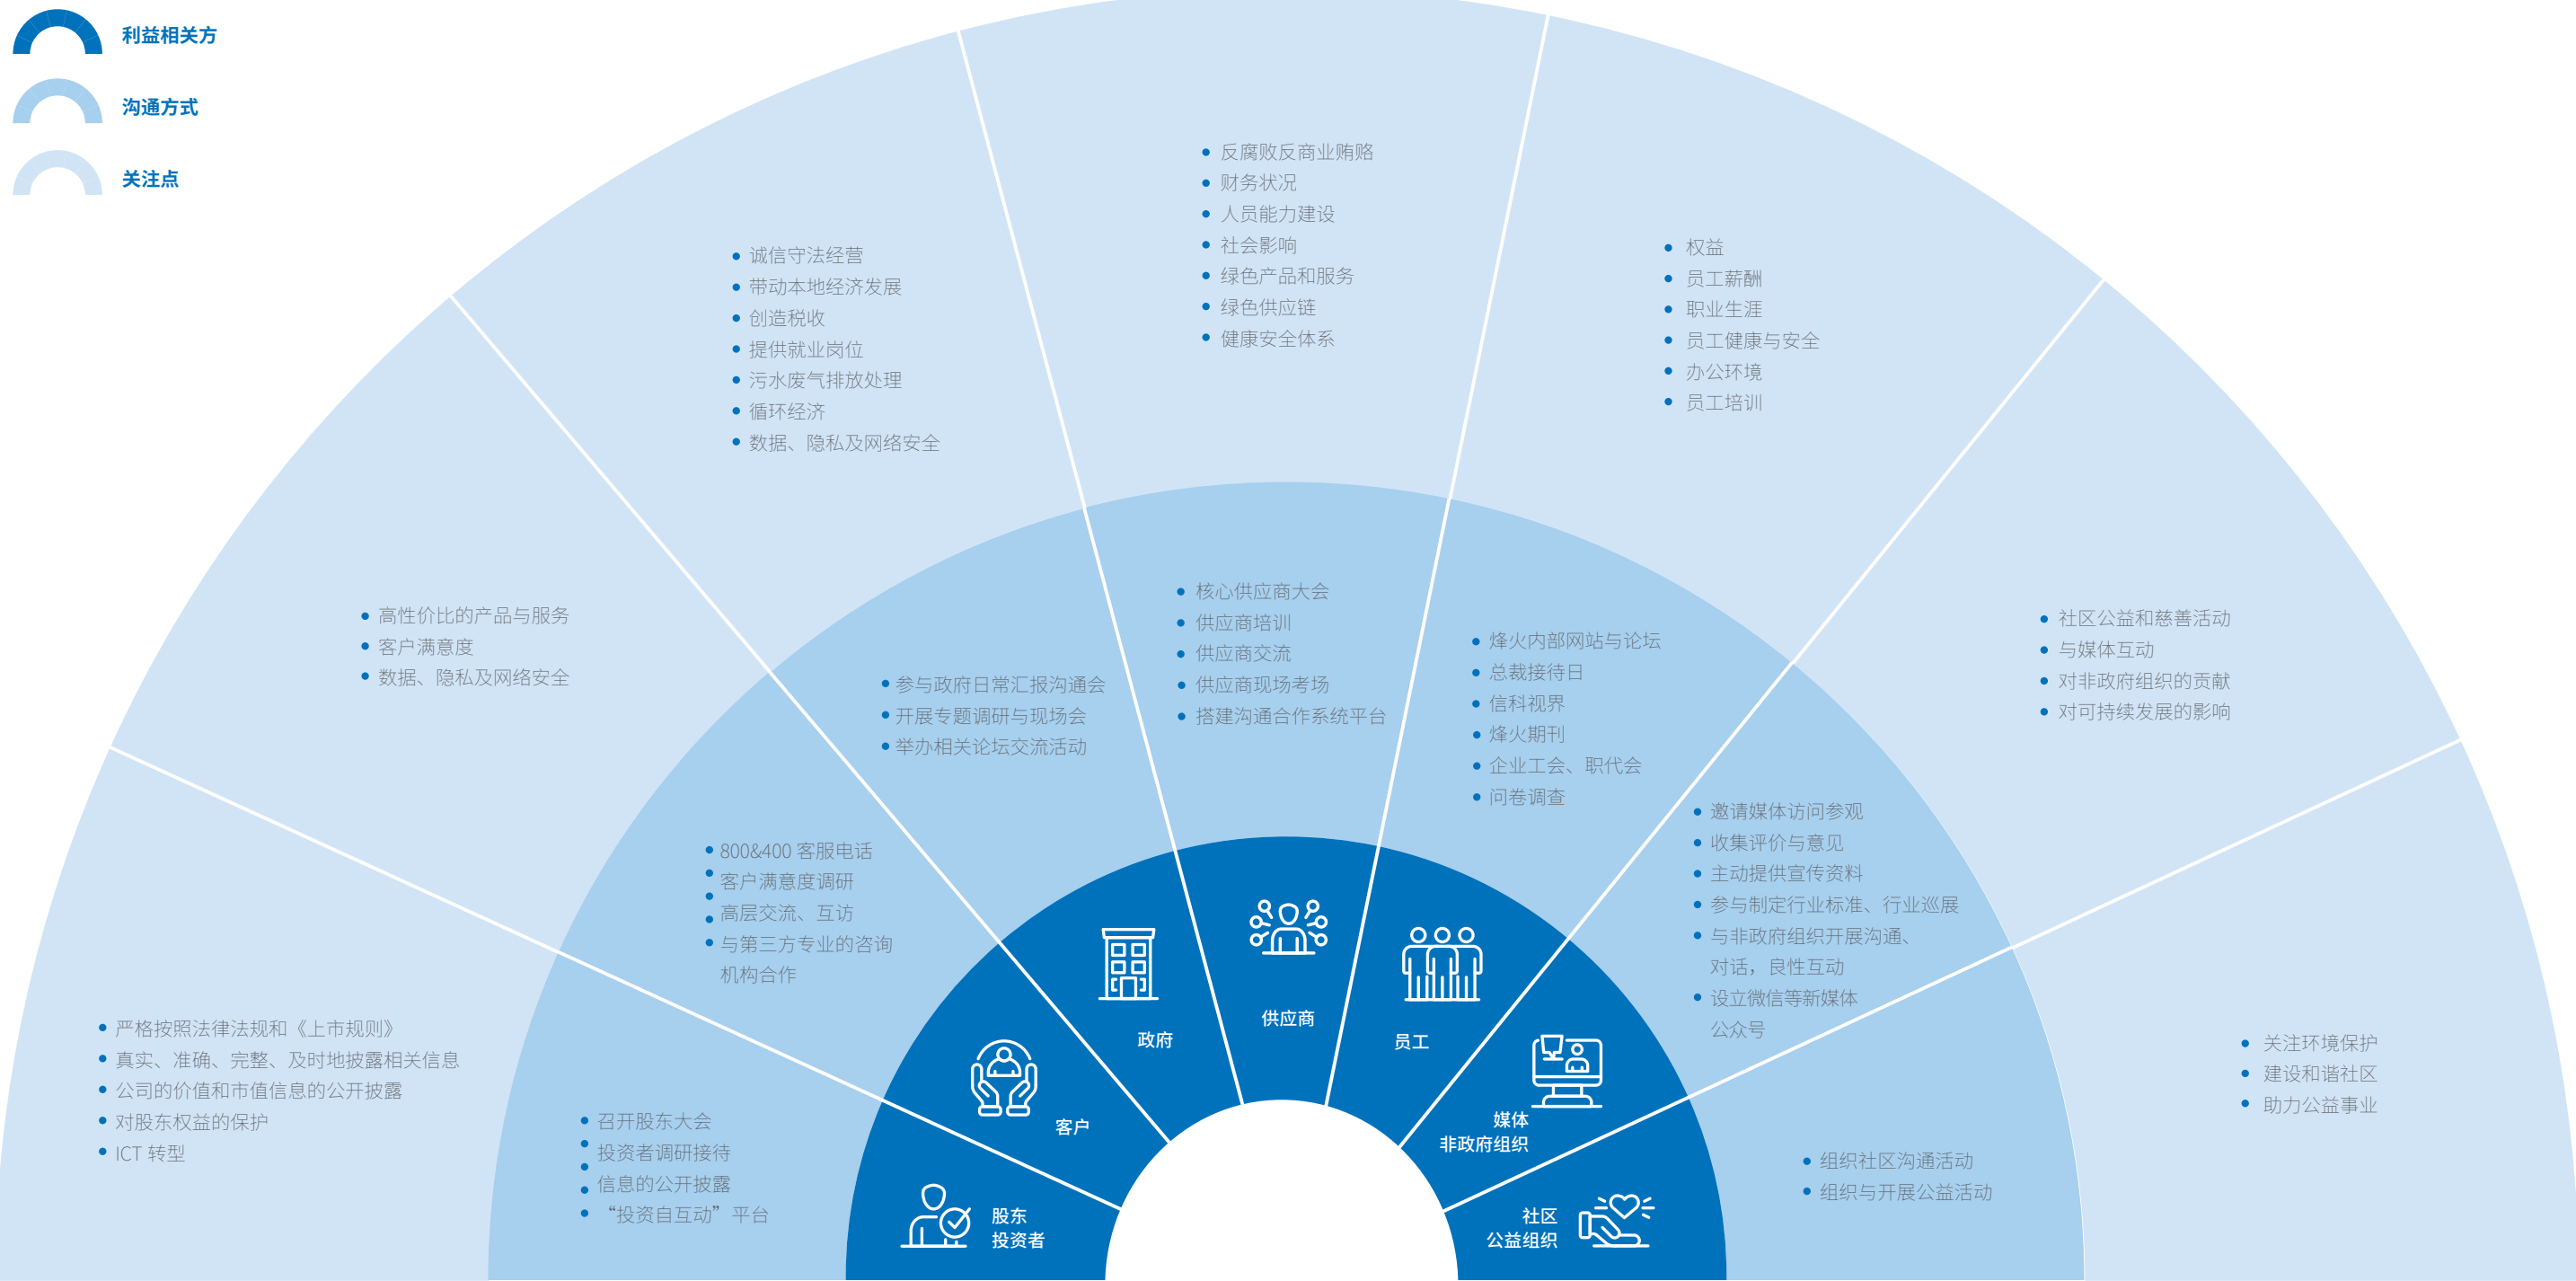 利益相关方
沟通方式
关注点
严格按照法律法规和《上市规则》
真实、准确、完整、及时地披露相关信息
公司的价值和市值信息的公开披露
对股东权益的保护
ICT 转型
召开股东大会
投资者调研接待
信息的公开披露
“投资自互动”平台
股东
投资者
高性价比的产品与服务
客户满意度
数据、隐私及网络安全
800&400 客服电话
客户满意度调研
高层交流、互访
与第三方专业的咨询
机构合作
客户
诚信守法经营
带动本地经济发展
创造税收
提供就业岗位
污水废气排放处理
循环经济
数据、隐私及网络安全
参与政府日常汇报沟通会
开展专题调研与现场会
举办相关论坛交流活动
政府
反腐败反商业贿赂
财务状况
人员能力建设
社会影响
绿色产品和服务
绿色供应链
健康安全体系
核心供应商大会
供应商培训
供应商交流
供应商现场考场
搭建沟通合作系统平台
供应商
权益
员工薪酬
职业生涯
员工健康与安全
办公环境
员工培训
烽火内部网站与论坛
总裁接待日
信科视界
烽火期刊
企业工会、职代会
问卷调查
员工
社区公益和慈善活动
与媒体互动
对非政府组织的贡献
对可持续发展的影响
邀请媒体访问参观
收集评价与意见
主动提供宣传资料
参与制定行业标准、行业巡展
与非政府组织开展沟通、
对话，良性互动
设立微信等新媒体
公众号
媒体
非政府组织
关注环境保护
建设和谐社区
助力公益事业
组织社区沟通活动
组织与开展公益活动
社区
公益组织